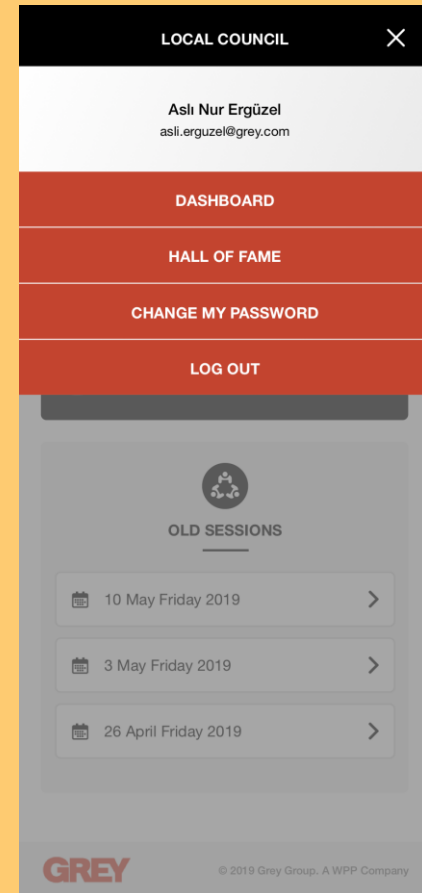 LOCAL COUNCIL
Aslı Nur Ergüzel
asli.erguzel@grey.com
DASHBOARD
HALL OF FAME
CHANGE MY PASSWORD
LOG OUT
OLD SESSIONS
10 May Friday 2019
3 May Friday 2019
26 April Friday 2019
GREY
© 2019 Grey Group. A WPP Company